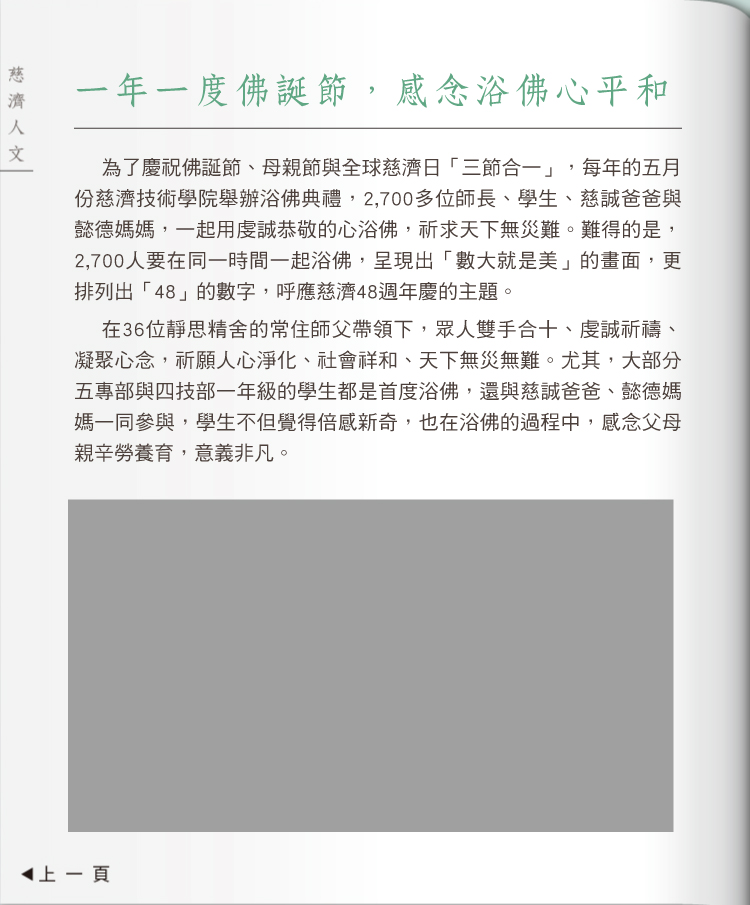 慈濟人文
一年一度佛誕節，感念浴佛心平和
為了慶祝佛誕節、母親節與全球慈濟日「三節合一」，每年的五月
份慈濟技術學院舉辦浴佛典禮，2,700多位師長、學生、慈誠爸爸與
懿德媽媽，一起用虔誠恭敬的心浴佛，祈求天下無災難。難得的是，
2,700人要在同一時間一起浴佛，呈現出「數大就是美」的畫面，更
排列出「48」的數字，呼應慈濟48週年慶的主題。
在36位靜思精舍的常住師父帶領下，眾人雙手合十、虔誠祈禱、
凝聚心念，祈願人心淨化、社會祥和、天下無災無難。尤其，大部分
五專部與四技部一年級的學生都是首度浴佛，還與慈誠爸爸、懿德媽
媽一同參與，學生不但覺得倍感新奇，也在浴佛的過程中，感念父母
親辛勞養育，意義非凡。
◀上一頁